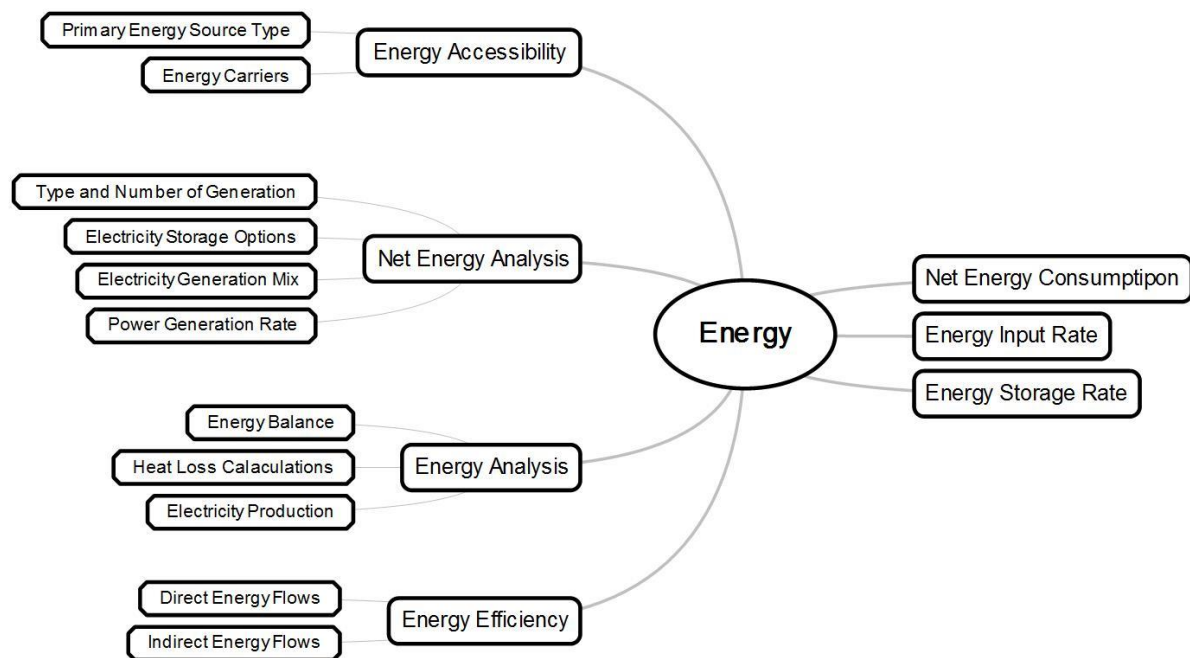 Primary Energy Source Type
Energy Carriers
Energy Accessibility
Type and Number of Generation
Electricity Storage Options
Electricity Generation Mix
Power Generation Rate
Net Energy Analysis
Energy Balance
Heat Loss Calaculations
Electricity Production
Energy Analysis
Direct Energy Flows
Indirect Energy Flows
Energy Efficiency
Energy
Net Energy Consumptipon
Energy Input Rate
Energy Storage Rate